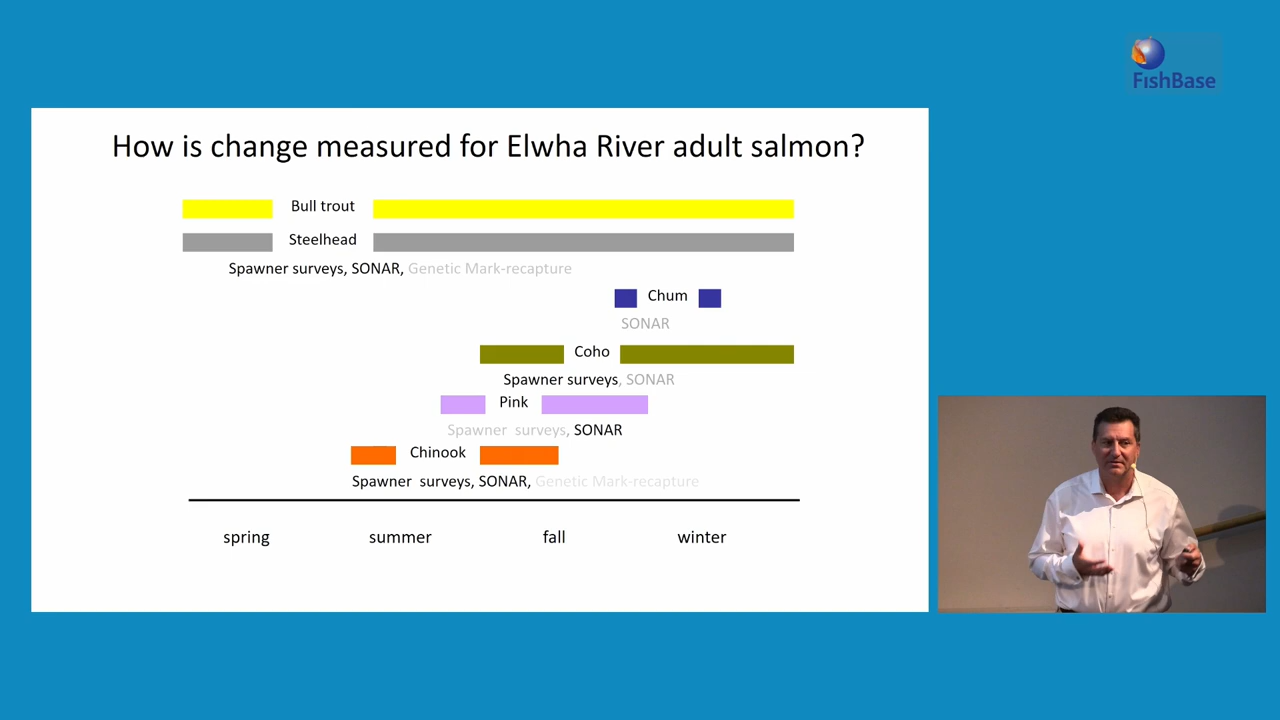 FishBase
How is change measured for Elwha River adult salmon?
Bull trout
Steelhead
Spawner surveys, SONAR, Genetic Mark-recapture
Chum
SONAR
Coho
Spawner surveys, SONAR
Pink
Spawner surveys, SONAR
Chinook
Spawner surveys, SONAR, Genetic Mark-recapture
spring summer fall winter